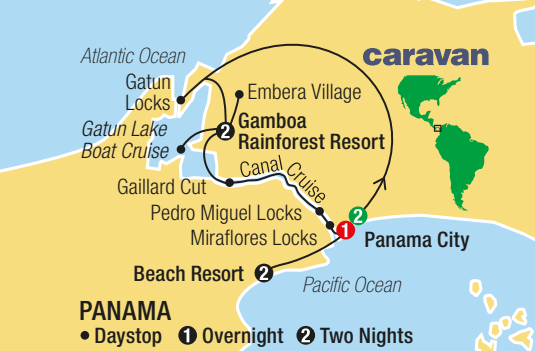 Atlantic Ocean
caravan
Gatun
Locks
Embera Village
Gatun Lake
Boat Cruise
2
Gamboa
Rainforest Resort
Canal Cruise
Gaillard Cut
Pedro Miguel Locks
2
Miraflores Locks
1
Panama City
Beach Resort
2
Pacific Ocean
PANAMA
• Daystop 1 Overnight 2 Two Nights